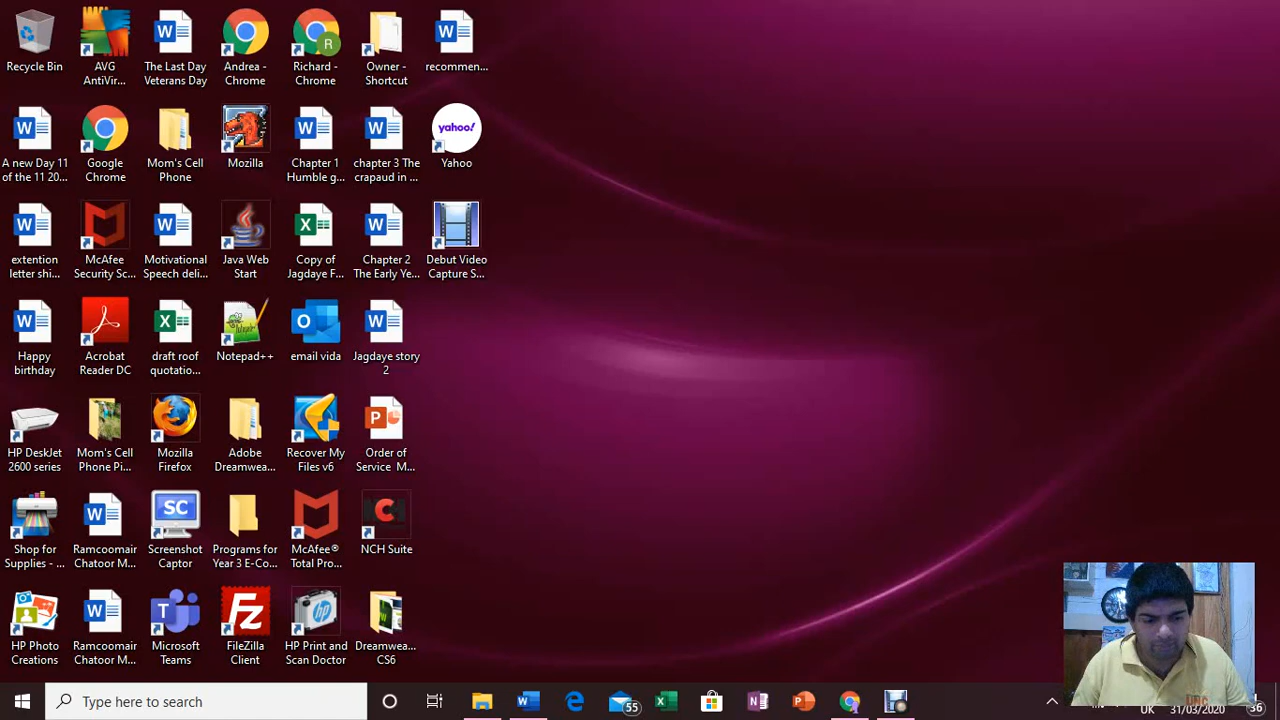 Recycle Bin
AVG
AntiVir...
The Last Day
Veterans Day
Andrea -
Chrome
R
Richard -
Chrome
Owner -
Shortcut
recommen...
A new Day 11
of the 11 20...
Google
Chrome
Mom's Cell
Phone
Mozilla
Chapter 1
Humble g...
chapter 3 The
crapaud in ...
yahoo!
Yahoo
extention
letter shi...
McAfee
Security Sc...
Motivational
Speech deli...
Java Web
Start
Copy of
Jagdaye F...
Chapter 2
The Early Ye...
Debut Video
Capture S...
Happy
birthday
Acrobat
Reader DC
draft roof
quotatio...
Notepad++
email vida
Jagdaye story
2
HP DeskJet
2600 series
Mom's Cell
Phone Pi...
Mozilla
Firefox
Adobe
Dreamwea...
Recover My
Files v6
Order of
Service M...
Shop for
Supplies - ...
Ramcoomair
Chatoor M...
SC
Screenshot
Captor
Programs for
Year 3 E-Co...
McAfee®
Total Pro...
NCH Suite
HP Photo
Creations
Ramcoomair
Chatoor M...
Microsoft
Teams
FileZilla
Client
HP Print and
Scan Doctor
Dreamwea...
CS6
Type here to search
55
UK
31/03/2020
36